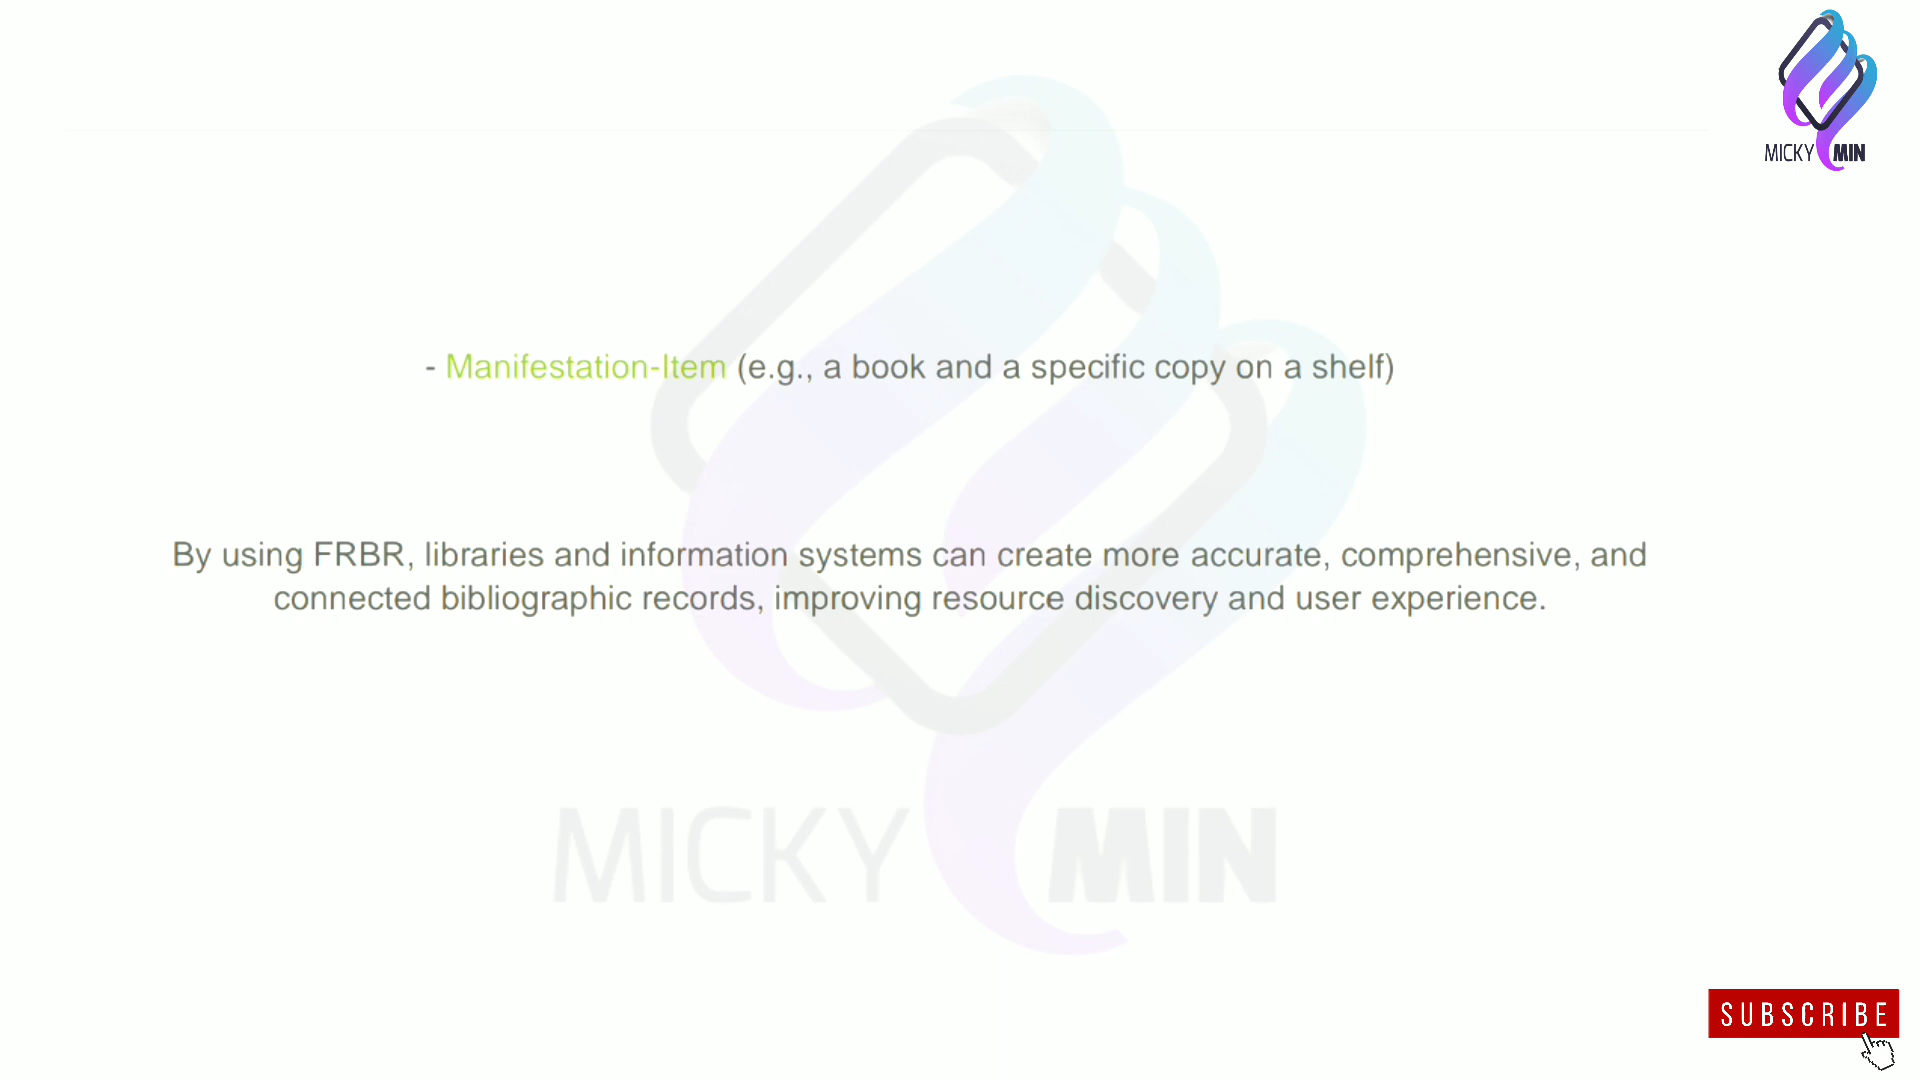 MICKY MIN
- Manifestation-Item (e.g., a book and a specific copy on a shelf)
By using FRBR, libraries and information systems can create more accurate, comprehensive, and
connected bibliographic records, improving resource discovery and user experience.
MICKY MIN
SUBSCRIBE